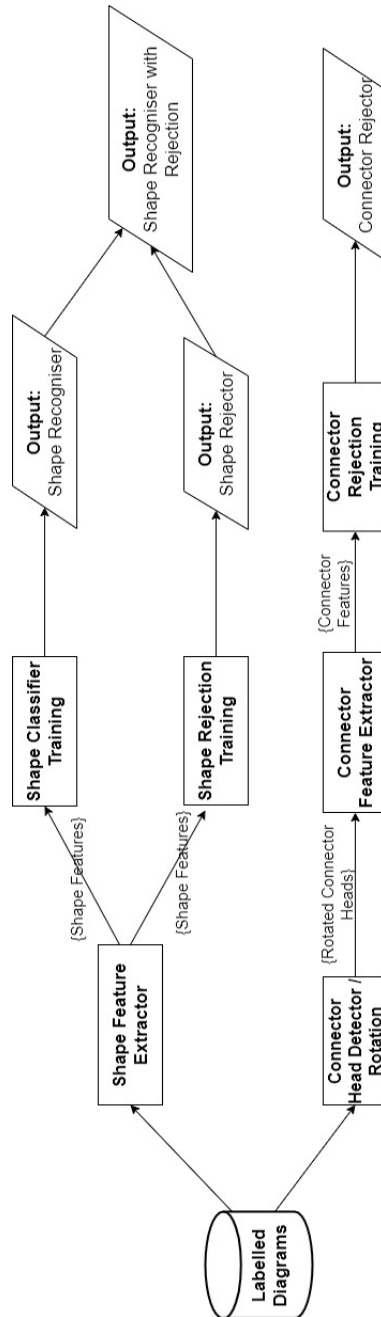 Labelled
Diagrams
Shape Feature
Extractor
{Shape Features}
{Shape Features}
Shape Classifier
Training
Shape Rejection
Training
Output:
Shape Recogniser
Output:
Shape Rejector
Output:
Shape Recogniser with
Rejection
Connector
Head Detector /
Rotation
{Rotated Connector
Heads}
Connector
Feature Extractor
{Connector
Features}
Connector
Rejection
Training
Output:
Connector Rejector